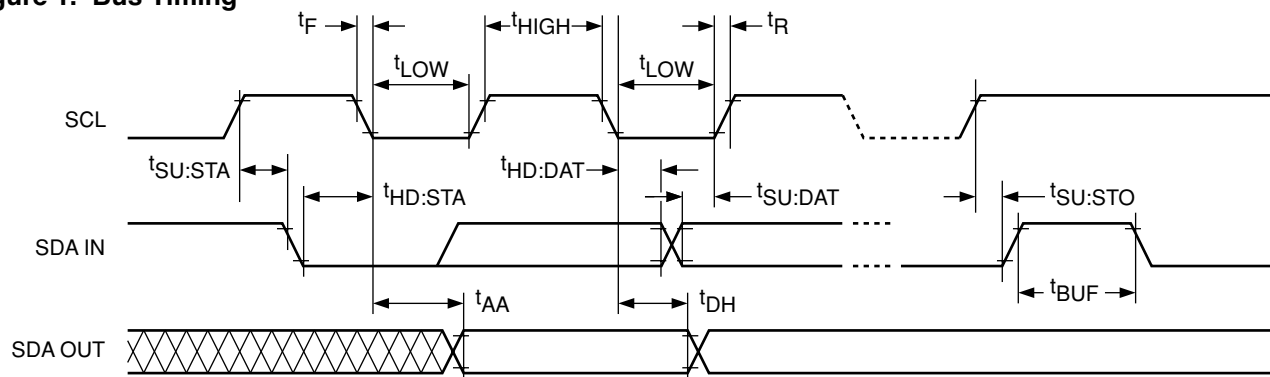 Figure 1. Bus Timing
tF tHIGH tR
tLOW tLOW
SCL
tSU:STA tHD:DAT
tHD:STA tSU:DAT tSU:STO
SDA IN
tBUF
tAA tDH
SDA OUT